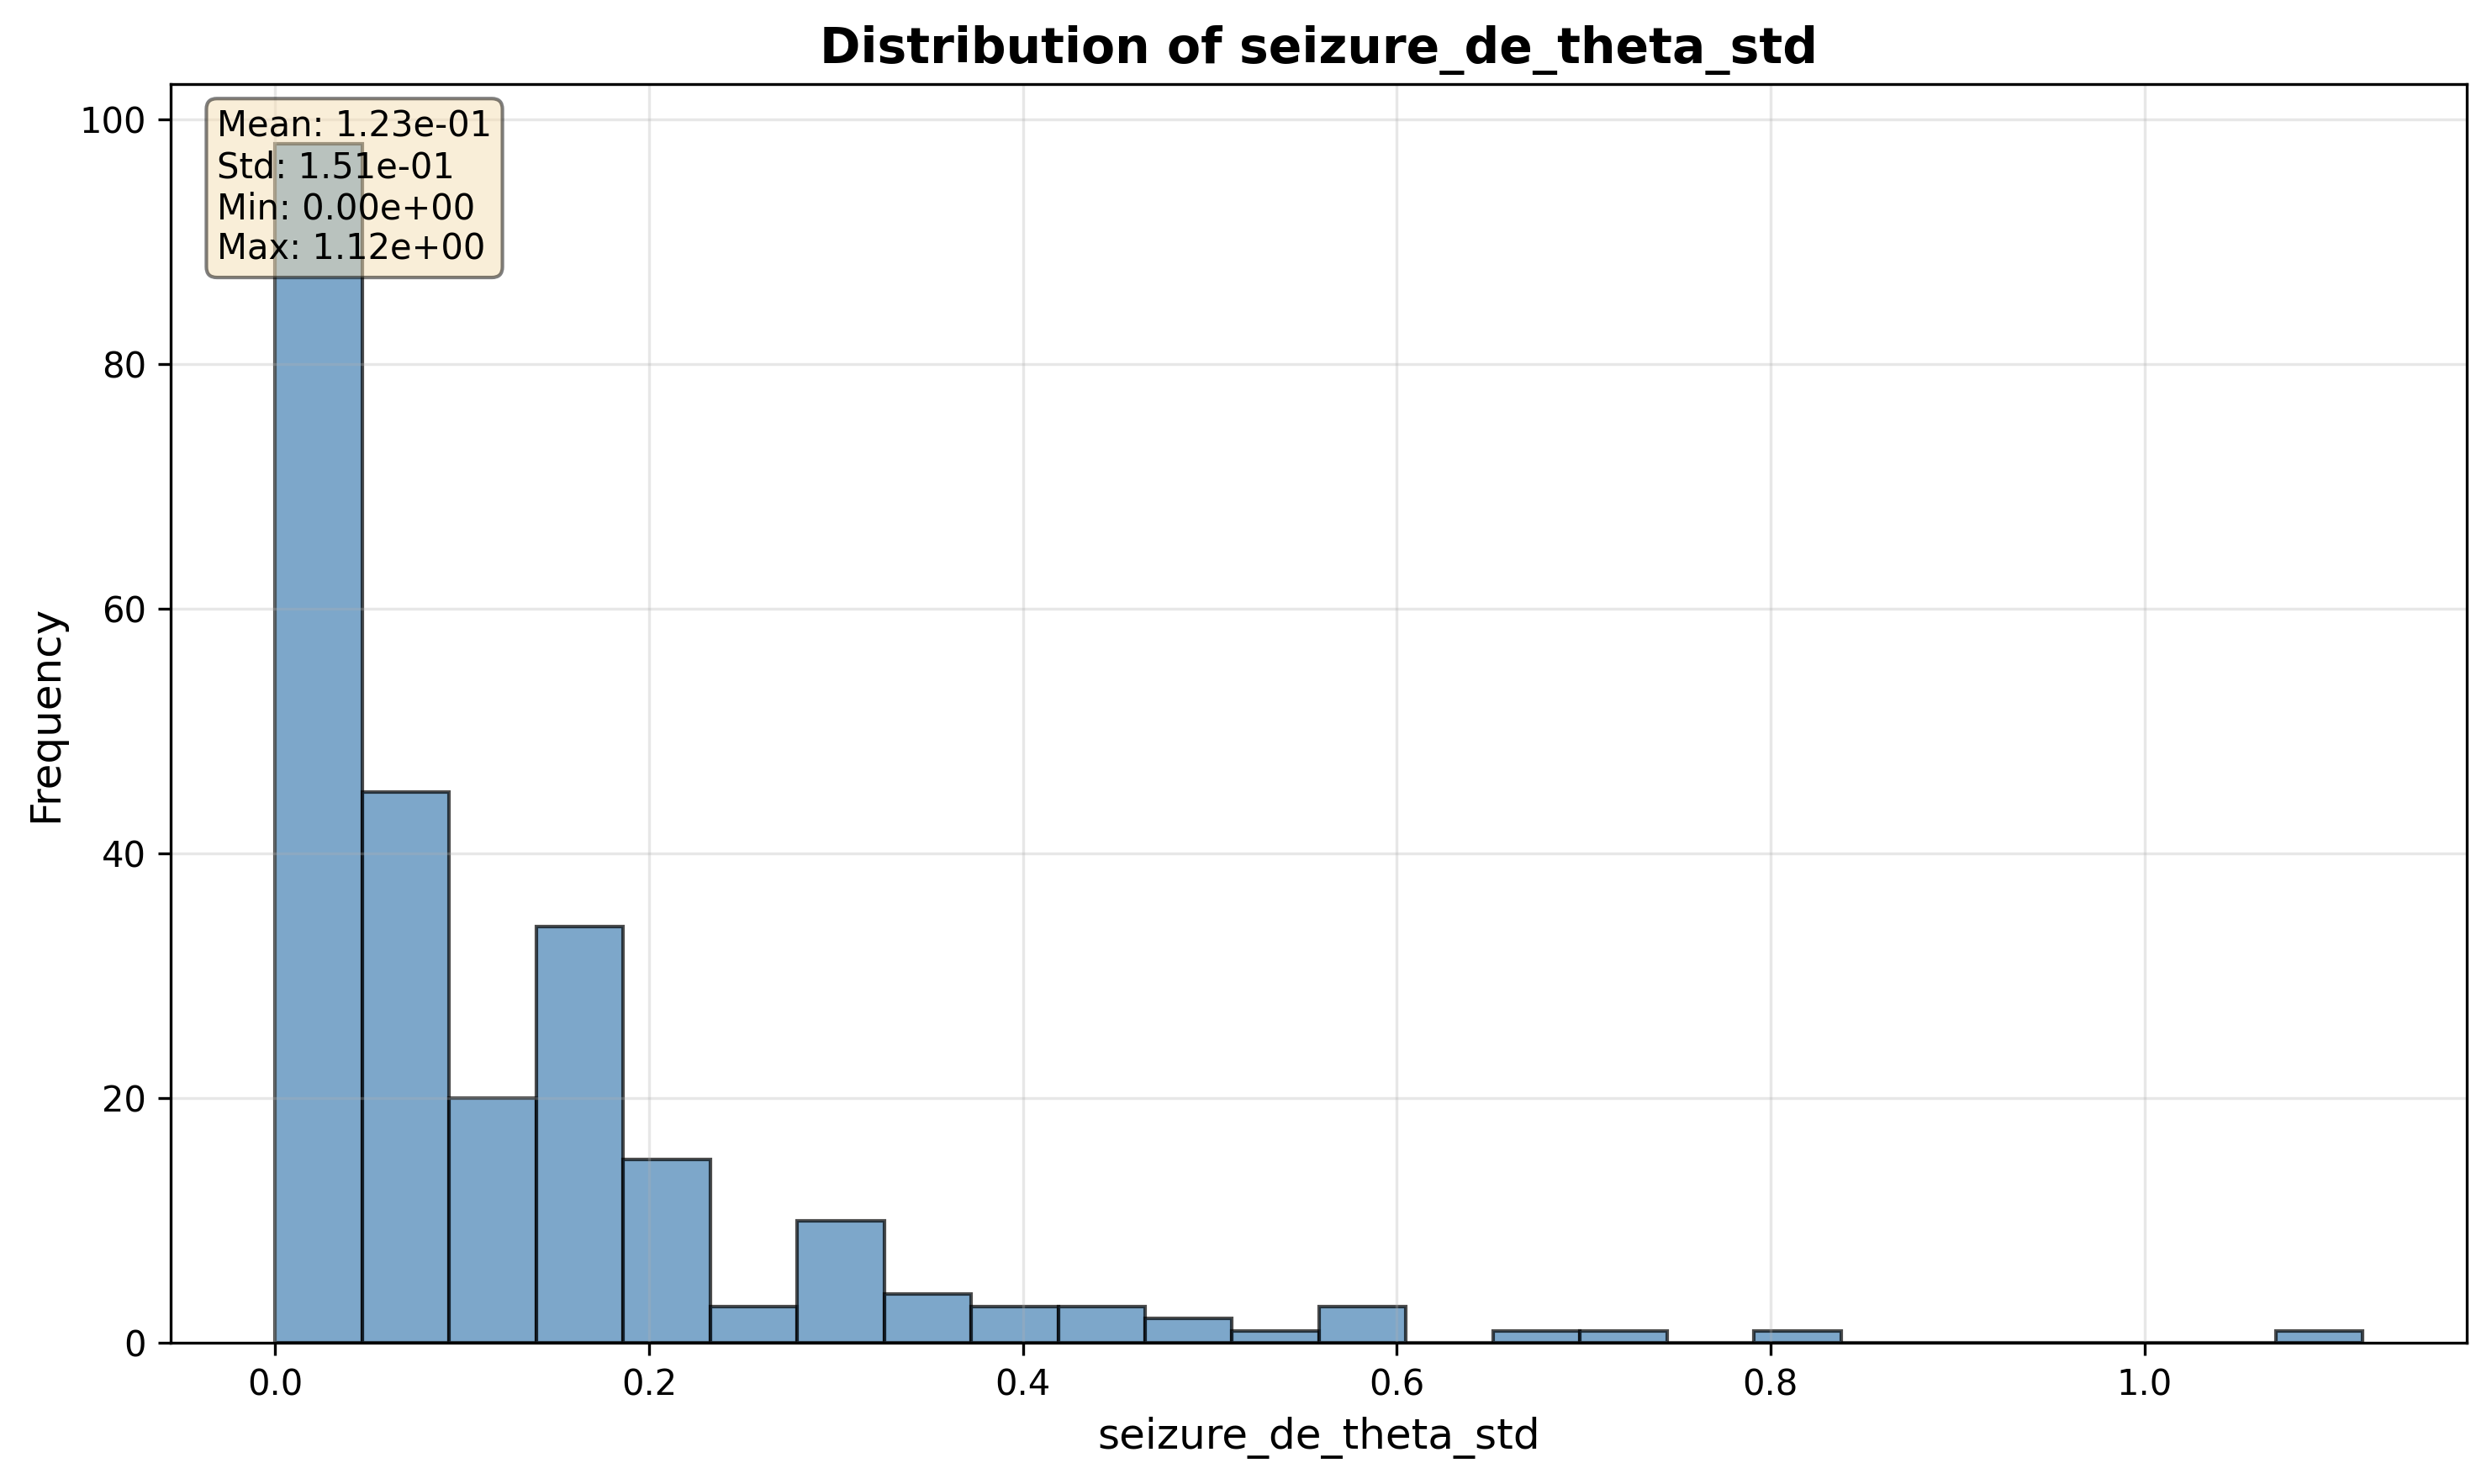 Distribution of seizure_de_theta_std
Mean: 1.23e-01
Std: 1.51e-01
Min: 0.00e+00
Max: 1.12e+00
100
80
60
40
20
0
Frequency
0.0 0.2 0.4 0.6 0.8 1.0
seizure_de_theta_std